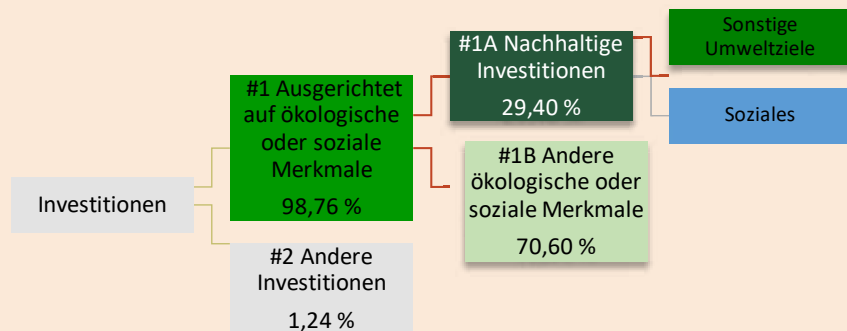 Investitionen
#1 Ausgerichtet
auf ökologische
oder soziale
Merkmale
98,76 %
#2 Andere
Investitionen
1,24 %
#1A Nachhaltige
Investitionen
29,40 %
#1B Andere
ökologische oder
soziale Merkmale
70,60 %
Sonstige
Umweltziele
Soziales